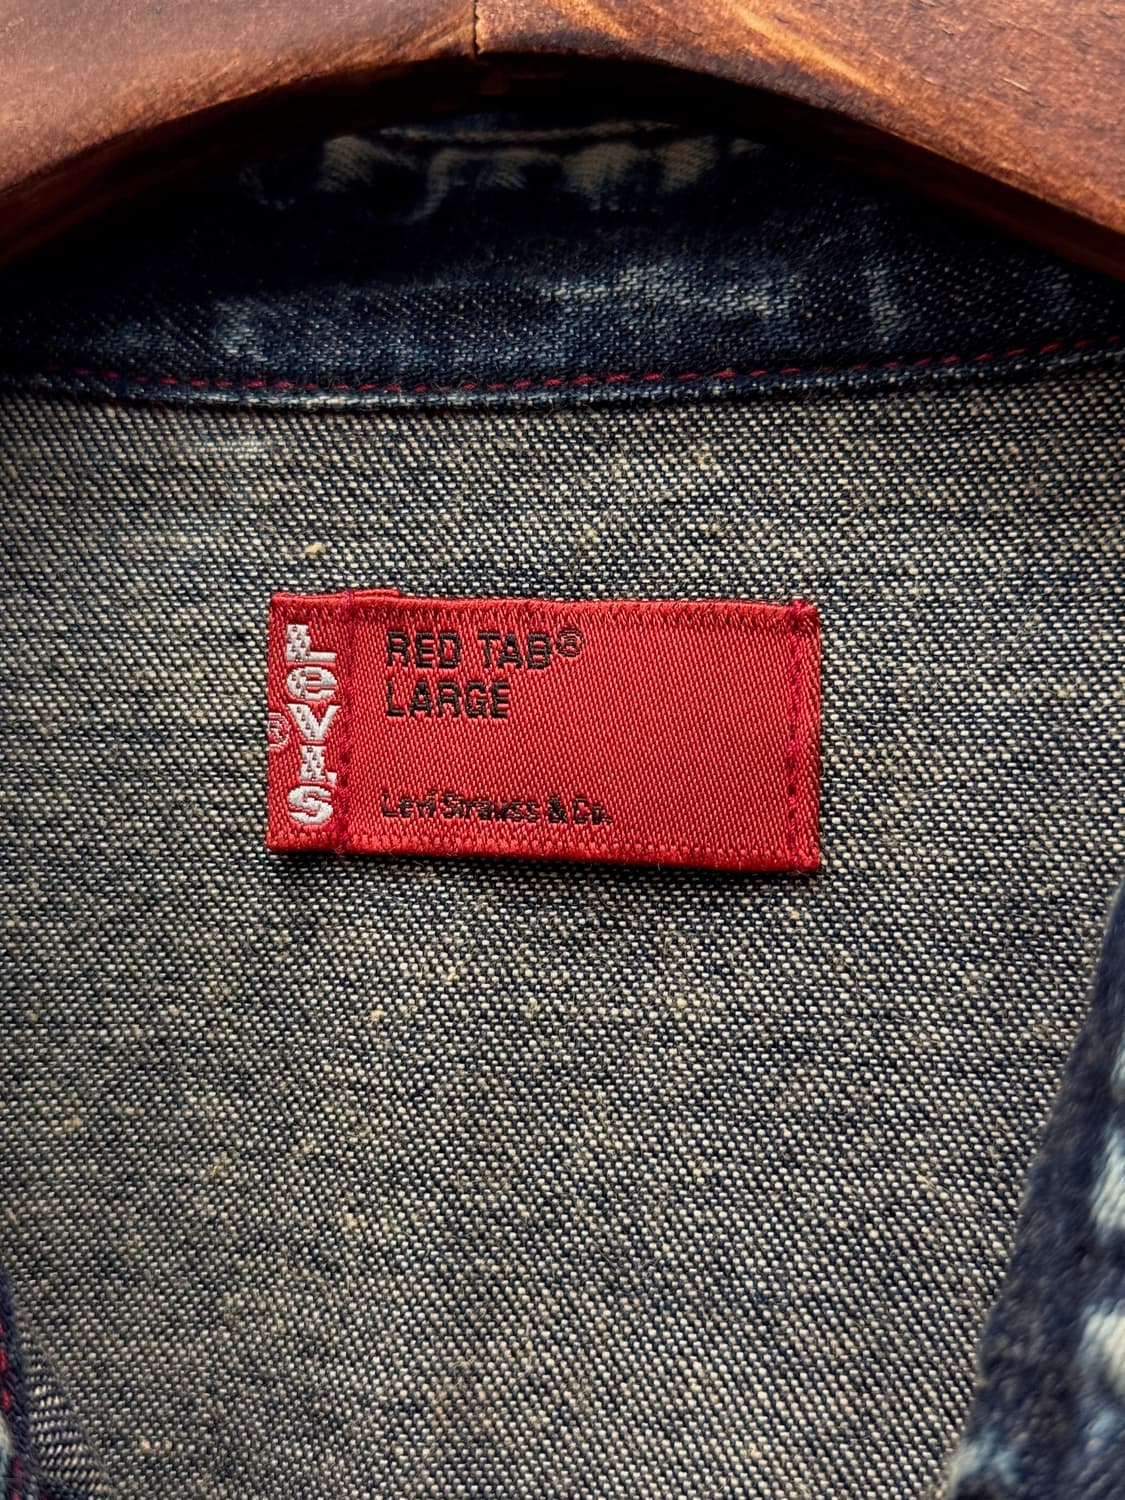 LeVI.S
®
RED TAB®
LARGE
Levi Strauss & Co.